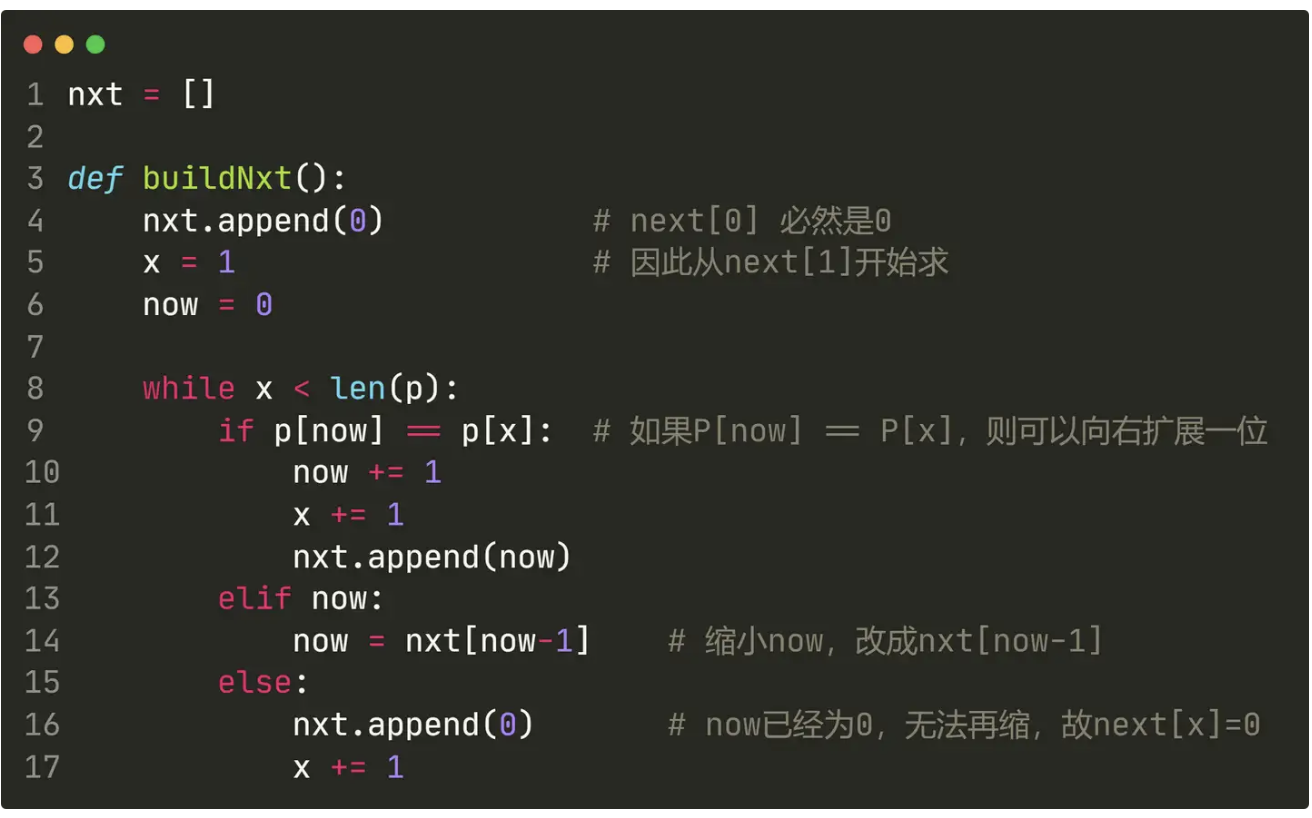 1 nxt = []
2
3 def buildNxt():
4     nxt.append(0)           # next[0] 必然是0
5     x = 1                   # 因此从next[1]开始求
6     now = 0
7
8     while x < len(p):
9         if p[now] == p[x]:  # 如果P[now] == P[x]，则可以向右扩展一位
10             now += 1
11             x += 1
12             nxt.append(now)
13         elif now:
14             now = nxt[now-1]    # 缩小now，改成nxt[now-1]
15         else:
16             nxt.append(0)       # now已经为0，无法再缩，故next[x]=0
17             x += 1